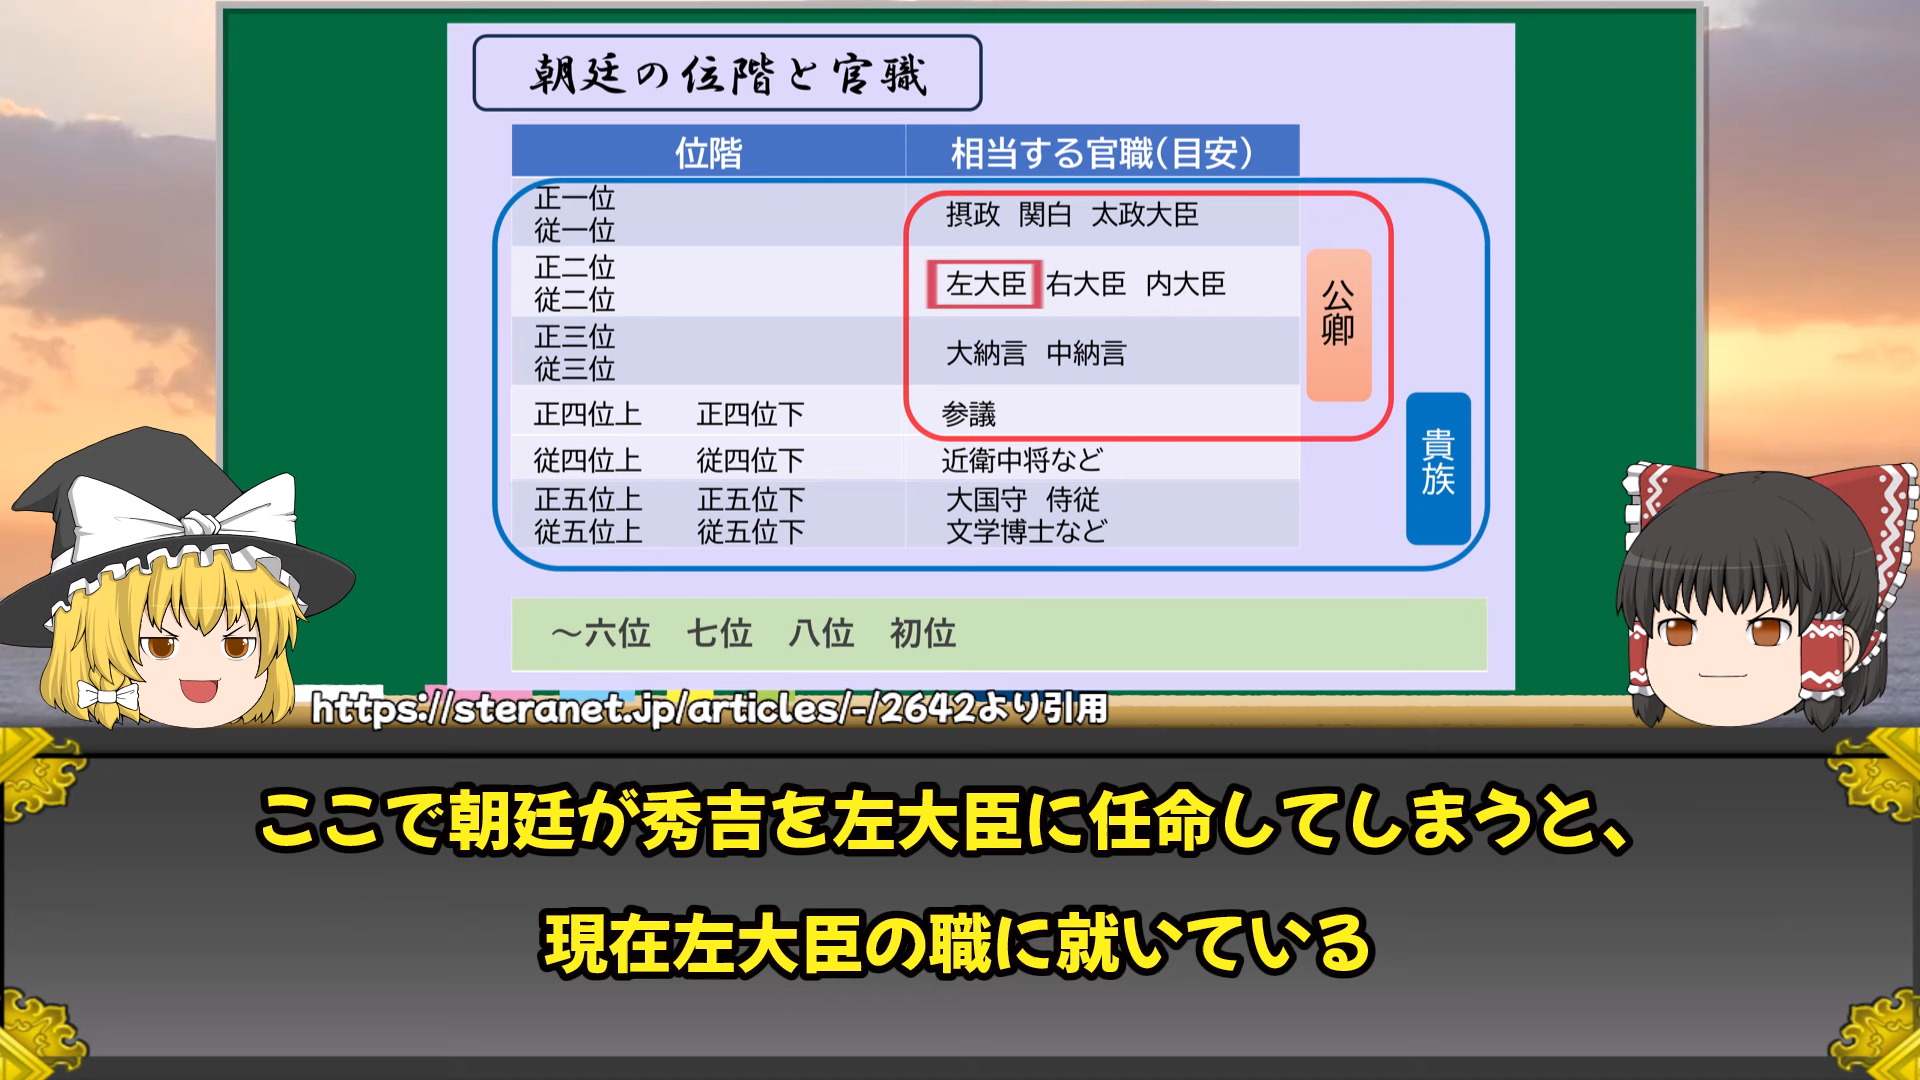 朝廷の位階と官職
位階 相当する官職(目安)
正一位
従一位
摂政 関白 太政大臣
正二位
従二位
左大臣 右大臣 内大臣
正三位
従三位
大納言 中納言
正四位上 正四位下 参議
従四位上 従四位下 近衛中将など
正五位上 正五位下 大国守 侍従
従五位上 従五位下 文学博士など
公卿
貴族
～六位 七位 八位 初位
https://steranet.jp/articles/-/2642より引用
ここで朝廷が秀吉を左大臣に任命してしまうと、
現在左大臣の職に就いている